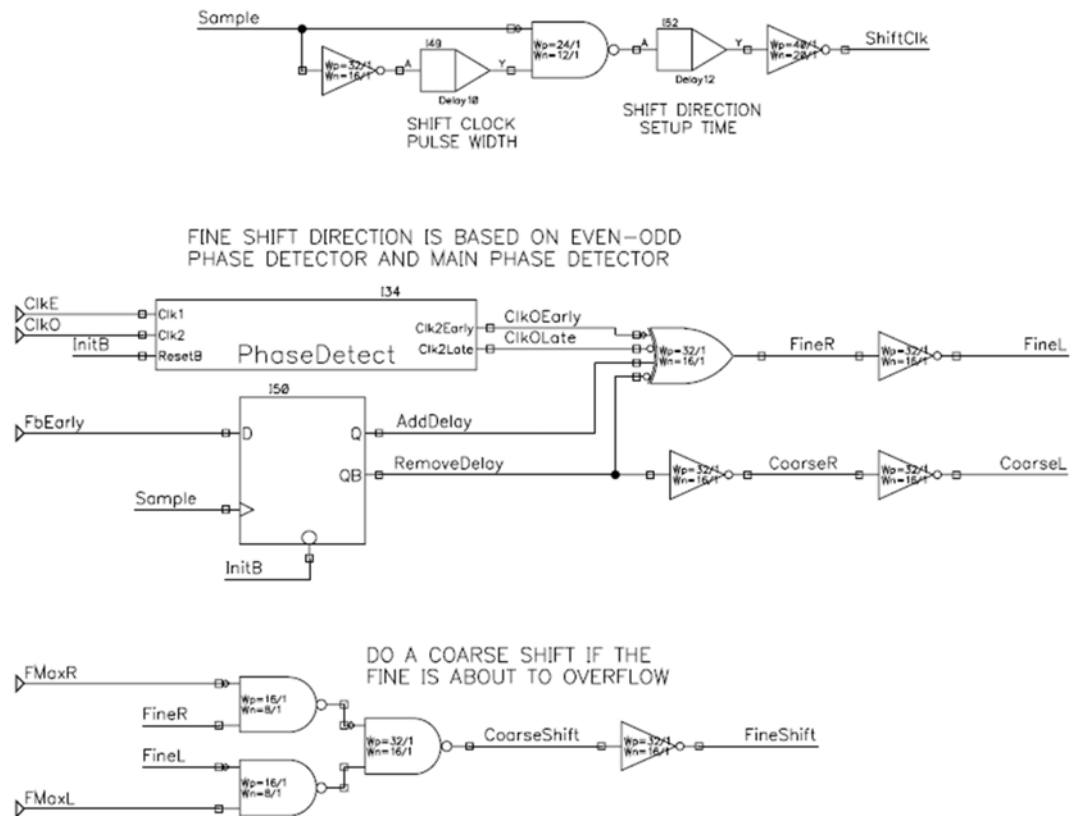 Sample
Wp=32/1
Wn=16/1
A
I49
Y
Delay10
SHIFT CLOCK
PULSE WIDTH
Wp=24/1
Wn=12/1
A
I52
Y
Delay12
SHIFT DIRECTION
SETUP TIME
Wp=40/1
Wn=20/1
ShiftClk
FINE SHIFT DIRECTION IS BASED ON EVEN-ODD
PHASE DETECTOR AND MAIN PHASE DETECTOR
I34
ClkE
Clk1
ClkO
Clk2
InitB
ResetB
PhaseDetect
Clk2Early
ClkOEarly
Clk2Late
ClkOLate
Wp=32/1
Wn=16/1
FineR
Wp=32/1
Wn=16/1
FineL
I50
FbEarly
D
Q
AddDelay
QB
RemoveDelay
Wp=32/1
Wn=16/1
CoarseR
Wp=32/1
Wn=16/1
CoarseL
Sample
InitB
DO A COARSE SHIFT IF THE
FINE IS ABOUT TO OVERFLOW
FMaxR
Wp=16/1
Wn=8/1
FineR
FineL
Wp=16/1
Wn=8/1
FMaxL
Wp=32/1
Wn=16/1
CoarseShift
Wp=32/1
Wn=16/1
FineShift